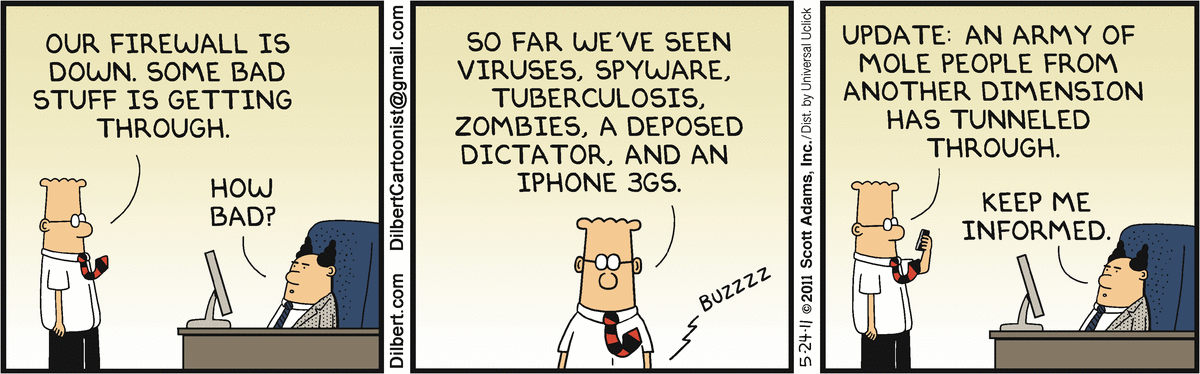 OUR FIREWALL IS
DOWN. SOME BAD
STUFF IS GETTING
THROUGH.
HOW
BAD?
Dilbert.com DilbertCartoonist@gmail.com
SO FAR WE'VE SEEN
VIRUSES, SPYWARE,
TUBERCULOSIS,
ZOMBIES, A DEPOSED
DICTATOR, AND AN
IPHONE 3GS.
BUZZZZ
5-24-11 © 2011 Scott Adams, Inc./Dist. by Universal Uclick
UPDATE: AN ARMY OF
MOLE PEOPLE FROM
ANOTHER DIMENSION
HAS TUNNELED
THROUGH.
KEEP ME
INFORMED.